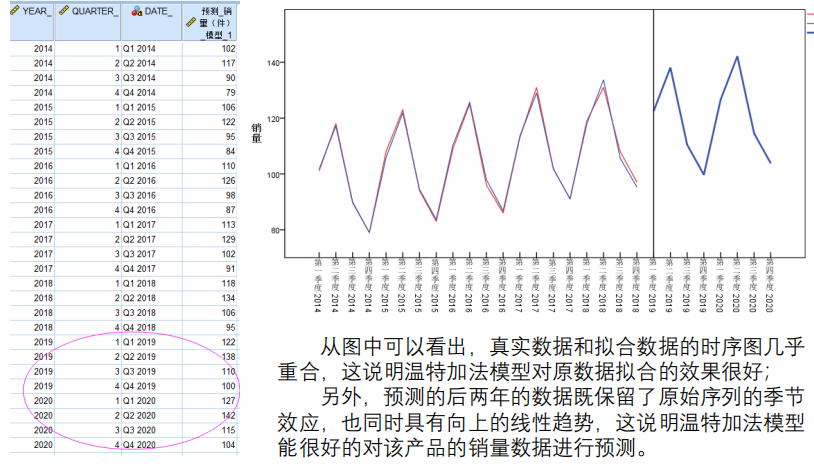 YEAR_ QUARTER_ DATE_ 预测_销量（件）_模型_1
2014 1 Q1 2014 102
2014 2 Q2 2014 117
2014 3 Q3 2014 90
2014 4 Q4 2014 79
2015 1 Q1 2015 106
2015 2 Q2 2015 122
2015 3 Q3 2015 95
2015 4 Q4 2015 84
2016 1 Q1 2016 110
2016 2 Q2 2016 126
2016 3 Q3 2016 98
2016 4 Q4 2016 87
2017 1 Q1 2017 113
2017 2 Q2 2017 129
2017 3 Q3 2017 102
2017 4 Q4 2017 91
2018 1 Q1 2018 118
2018 2 Q2 2018 134
2018 3 Q3 2018 106
2018 4 Q4 2018 95
2019 1 Q1 2019 122
2019 2 Q2 2019 138
2019 3 Q3 2019 110
2019 4 Q4 2019 100
2020 1 Q1 2020 127
2020 2 Q2 2020 142
2020 3 Q3 2020 115
2020 4 Q4 2020 104
销量
140
120
100
80
第一季度 2014
第二季度 2014
第三季度 2014
第四季度 2014
第一季度 2015
第二季度 2015
第三季度 2015
第四季度 2015
第一季度 2016
第二季度 2016
第三季度 2016
第四季度 2016
第一季度 2017
第二季度 2017
第三季度 2017
第四季度 2017
第一季度 2018
第二季度 2018
第三季度 2018
第四季度 2018
第一季度 2019
第二季度 2019
第三季度 2019
第四季度 2019
第一季度 2020
第二季度 2020
第三季度 2020
第四季度 2020
从图中可以看出，真实数据和拟合数据的时序图几乎
重合，这说明温特加法模型对原数据拟合的效果很好；
另外，预测的后两年的数据既保留了原始序列的季节
效应，也同时具有向上的线性趋势，这说明温特加法模型
能很好的对该产品的销量数据进行预测。